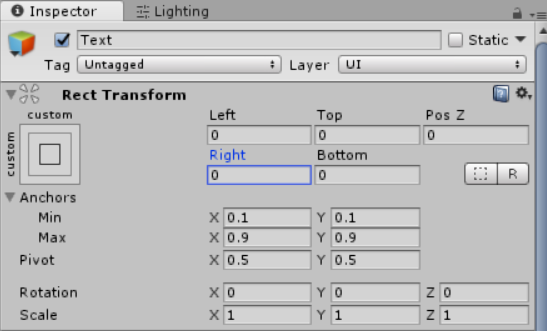 Inspector Lighting
Text Static
Tag Untagged Layer UI
Rect Transform
custom Left Top Pos Z
custom 0 0 0
Right Bottom
0 0 R
Anchors
Min X 0.1 Y 0.1
Max X 0.9 Y 0.9
Pivot X 0.5 Y 0.5
Rotation X 0 Y 0 Z 0
Scale X 1 Y 1 Z 1